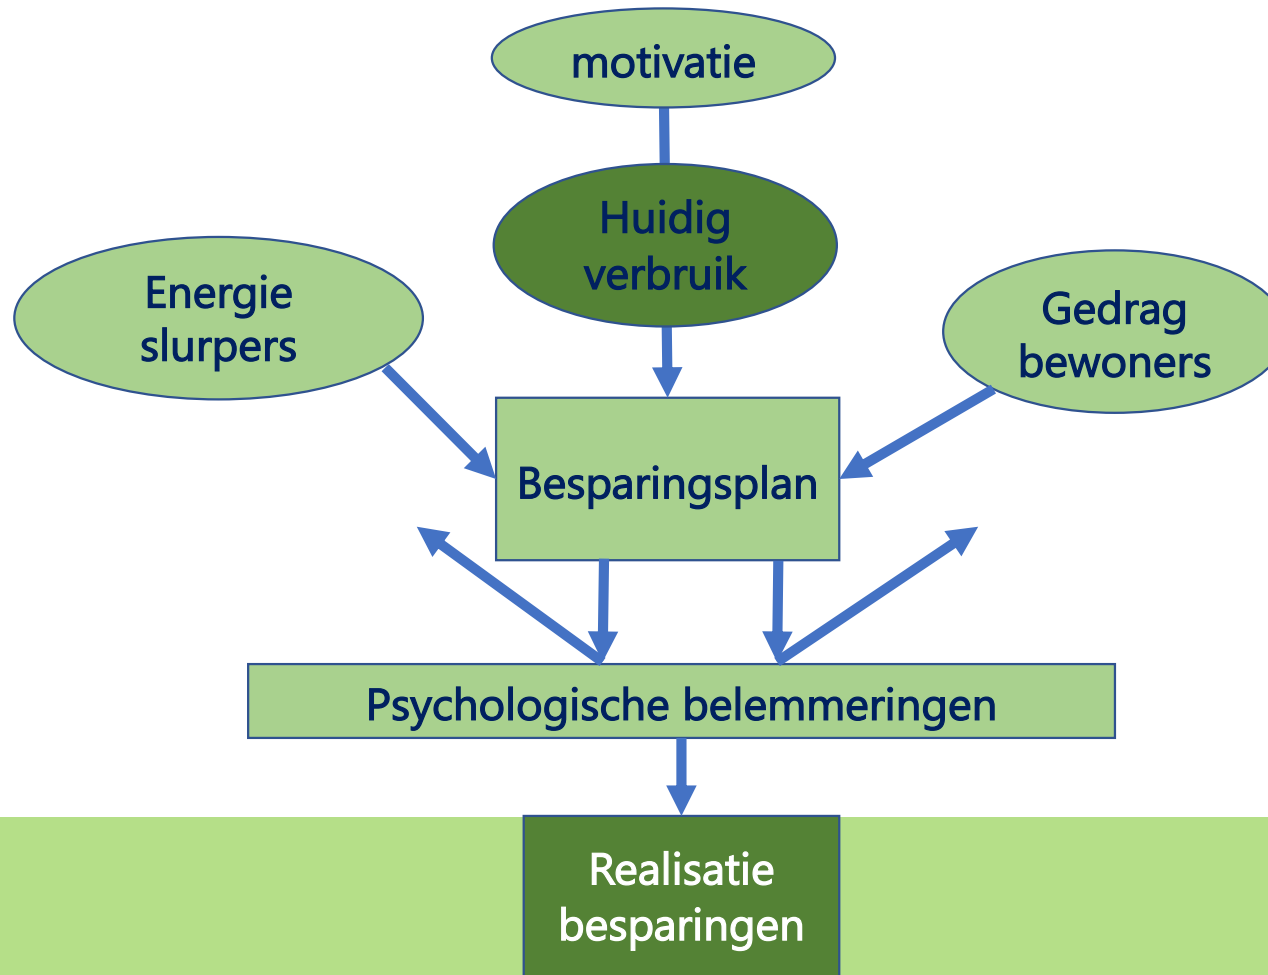 motivatie
Huidig
verbruik
Energie
slurpers
Gedrag
bewoners
Besparingsplan
Psychologische belemmeringen
Realisatie
besparingen